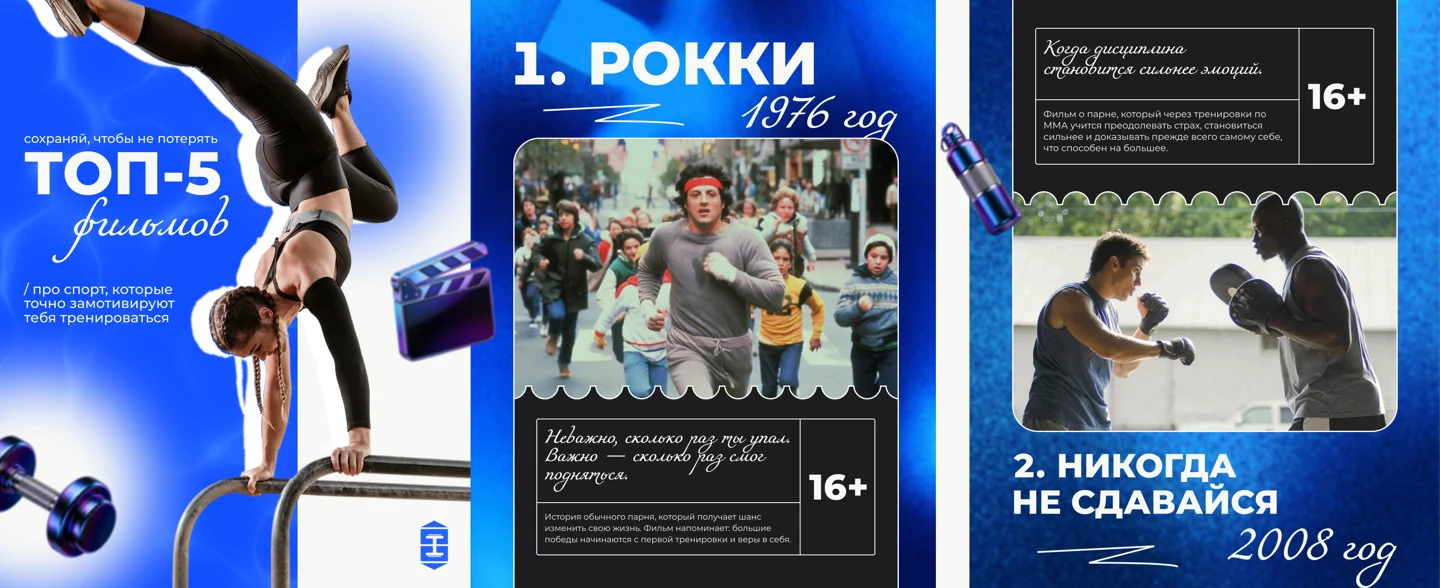 сохраняй, чтобы не потерять
ТОП-5
фильмов
/ про спорт, которые
точно замотивируют
тебя тренироваться
1. РОККИ
1976 год
Неважно, сколько раз ты упал.
Важно — сколько раз смог
подняться.
16+
История обычного парня, который получает шанс
изменить свою жизнь. Фильм напоминает: большие
победы начинаются с первой тренировки и веры в себя.
Когда дисциплина
становится сильнее эмоций.
16+
Фильм о парне, который через тренировки по
ММА учится преодолевать страх, становиться
сильнее и доказывать прежде всего самому себе,
что способен на большее.
2. НИКОГДА
НЕ СДАВАЙСЯ
2008 год